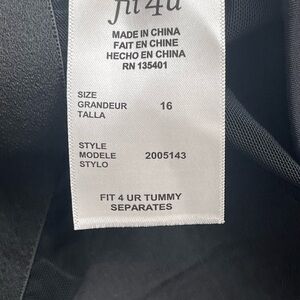 fit4u
MADE IN CHINA
FAIT EN CHINE
HECHO EN CHINA
RN 135401
SIZE
GRANDEUR 16
TALLA
STYLE
MODELE 2005143
STYLO
FIT 4 UR TUMMY
SEPARATES